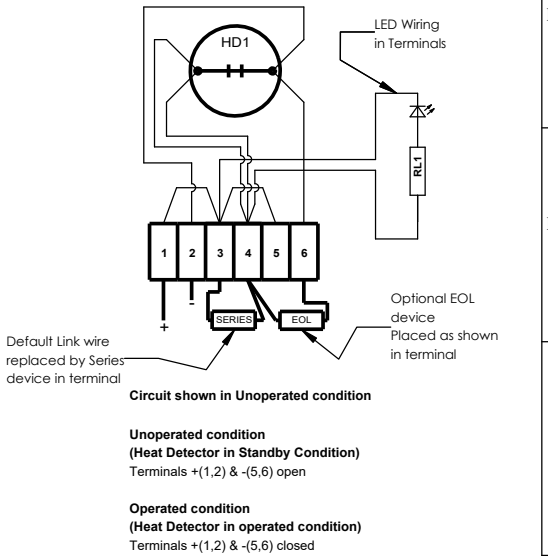 HD1
LED Wiring
in Terminals
RL1
1 2 3 4 5 6
+ -
SERIES EOL
Optional EOL
device
Placed as shown
in terminal
Default Link wire
replaced by Series
device in terminal
Circuit shown in Unoperated condition
Unoperated condition
(Heat Detector in Standby Condition)
Terminals +(1,2) & -(5,6) open
Operated condition
(Heat Detector in operated condition)
Terminals +(1,2) & -(5,6) closed